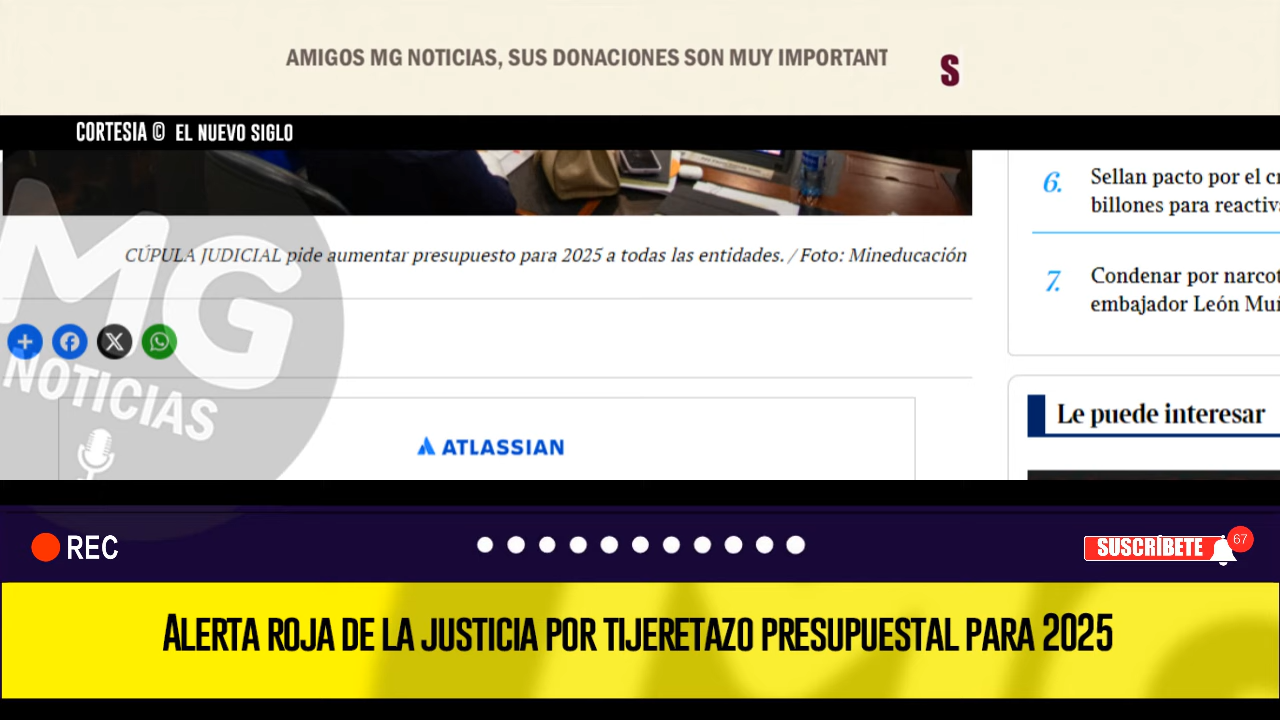 AMIGOS MG NOTICIAS, SUS DONACIONES SON MUY IMPORTANT
S
CORTESIA © EL NUEVO SIGLO
6. Sellan pacto por el cr
billones para reactiv
CÚPULA JUDICIAL pide aumentar presupuesto para 2025 a todas las entidades. / Foto: Mineducación
7. Condenar por narcot
embajador León Mu
MG
NOTICIAS
Le puede interesar
ATLASSIAN
REC
SUSCRÍBETE
67
ALERTA ROJA DE LA JUSTICIA POR TIJERETAZO PRESUPUESTAL PARA 2025